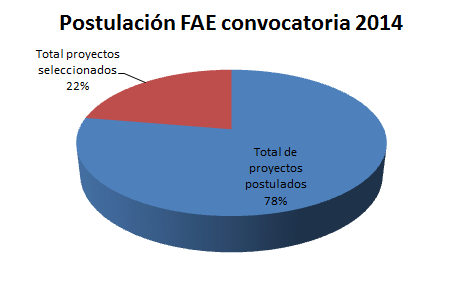 Postulación FAE convocatoria 2014
Total proyectos
seleccionados
22%
Total de
proyectos
postulados
78%